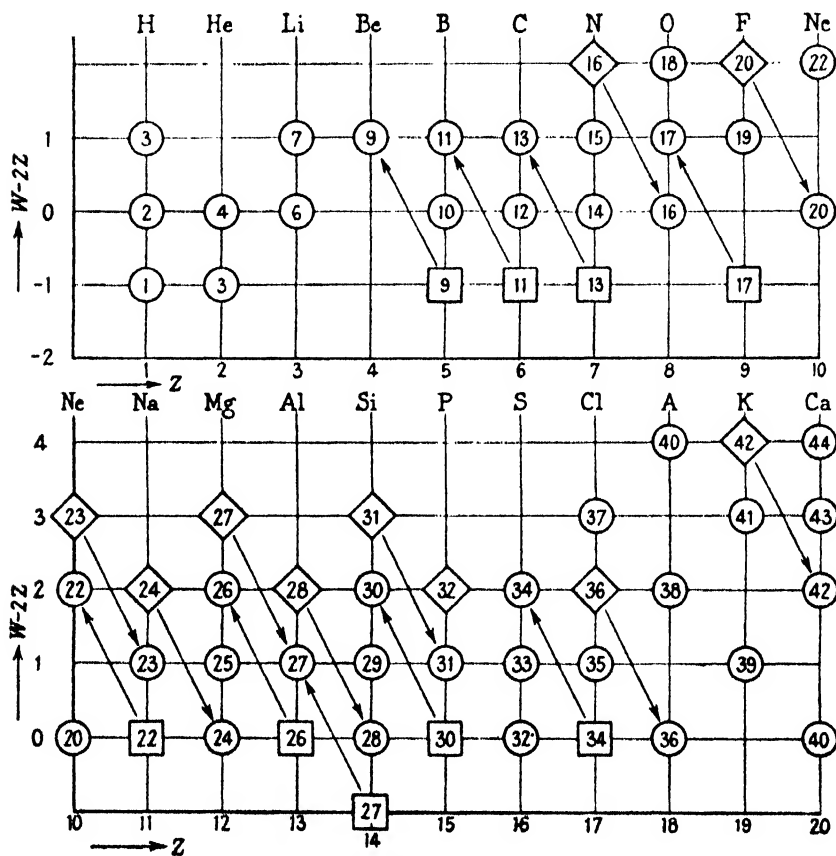 H He Li Be B C N O F Ne
16 18 20 22
1 3 7 9 11 13 15 17 19
W-2Z
0 2 4 6 10 12 14 16 20
-1 1 3 9 11 13 17
-2
1 2 3 4 5 6 7 8 9 10
Z
Ne Na Mg Al Si P S Cl A K Ca
4 40 42 44
3 23 27 31 37 41 43
2 22 24 26 28 30 32 34 36 38 42
W-2Z
1 23 25 27 29 31 33 35 39
0 20 22 24 26 28 30 32 34 36 40
27
10 11 12 13 14 15 16 17 18 19 20
Z